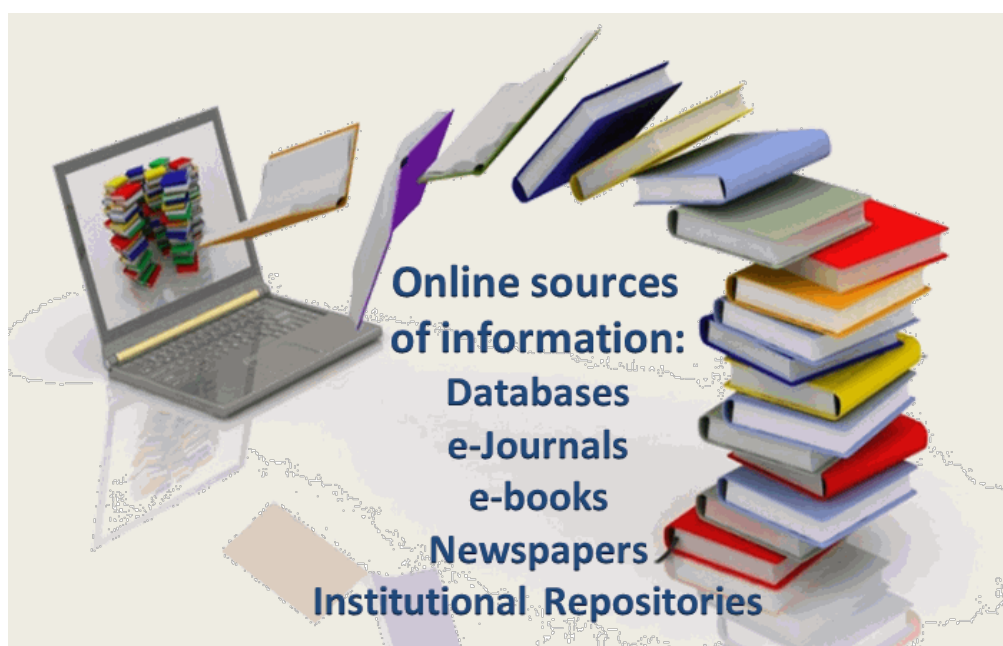 Online sources
of information:
Databases
e-Journals
e-books
Newspapers
Institutional Repositories